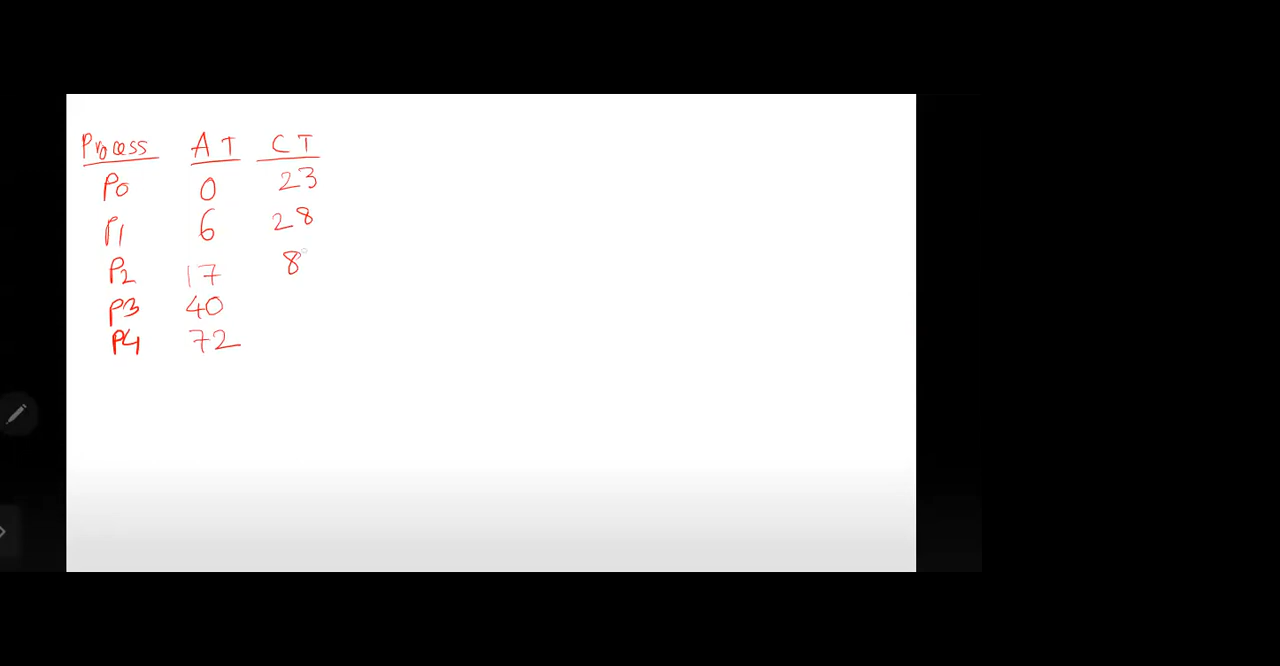 Process AT CT
P0 0 23
P1 6 28
P2 17 8
P3 40
P4 72